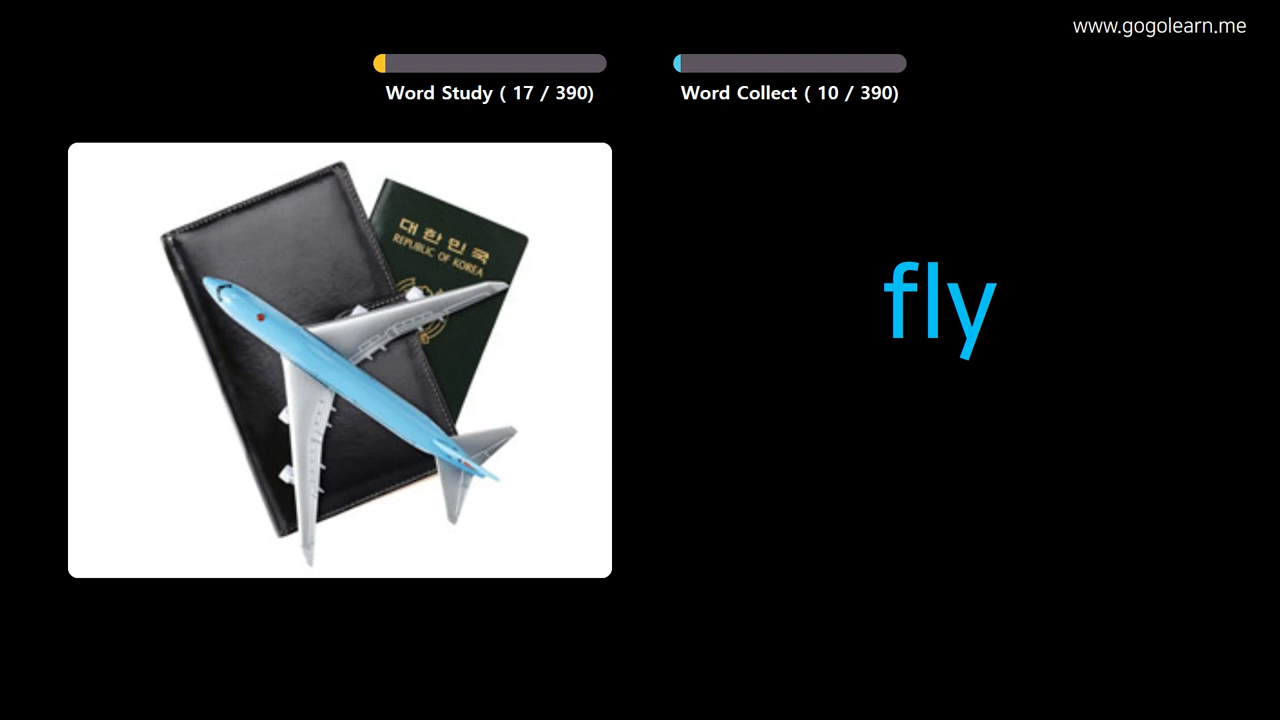 www.gogolearn.me
Word Study ( 17 / 390)
Word Collect ( 10 / 390)
대한민국
REPUBLIC OF KOREA
fly